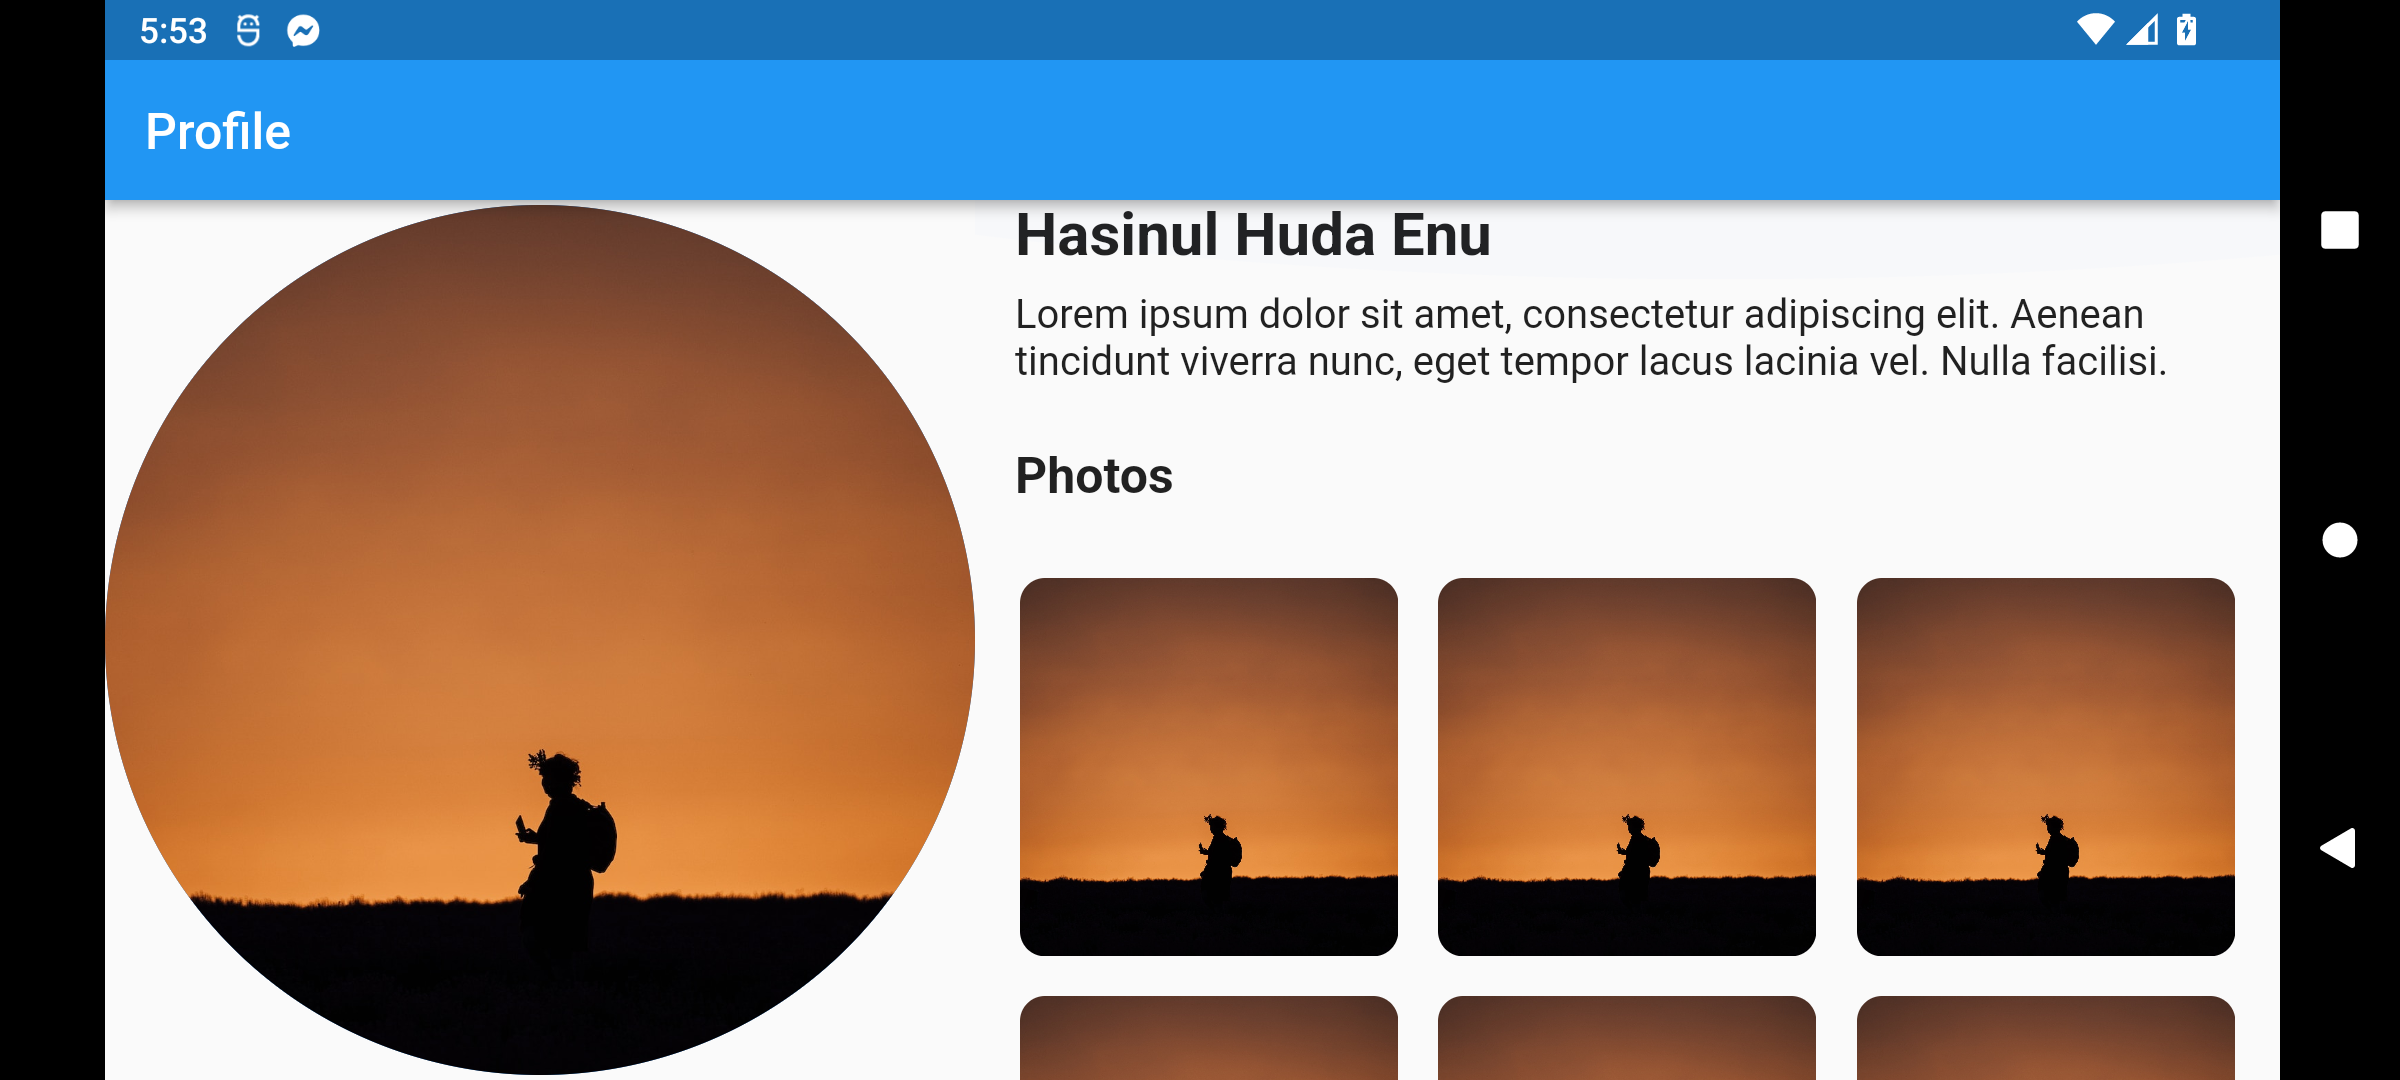 5:53
Profile
Hasinul Huda Enu
Lorem ipsum dolor sit amet, consectetur adipiscing elit. Aenean
tincidunt viverra nunc, eget tempor lacus lacinia vel. Nulla facilisi.
Photos